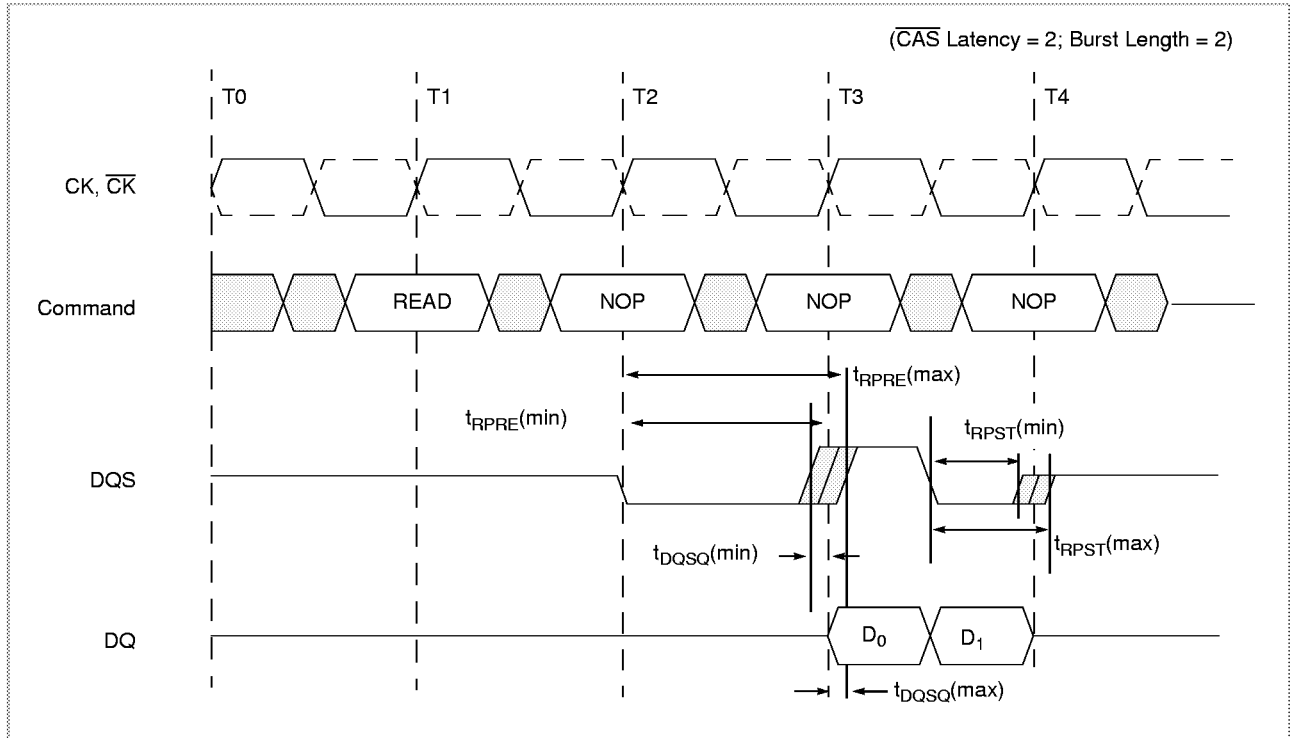 (CAS Latency = 2; Burst Length = 2)
T0 T1 T2 T3 T4
CK, CK
Command READ NOP NOP NOP
tRPRE(max)
tRPRE(min)
tRPST(min)
DQS
tDQSQ(min)
tRPST(max)
DQ D0 D1
tDQSQ(max)